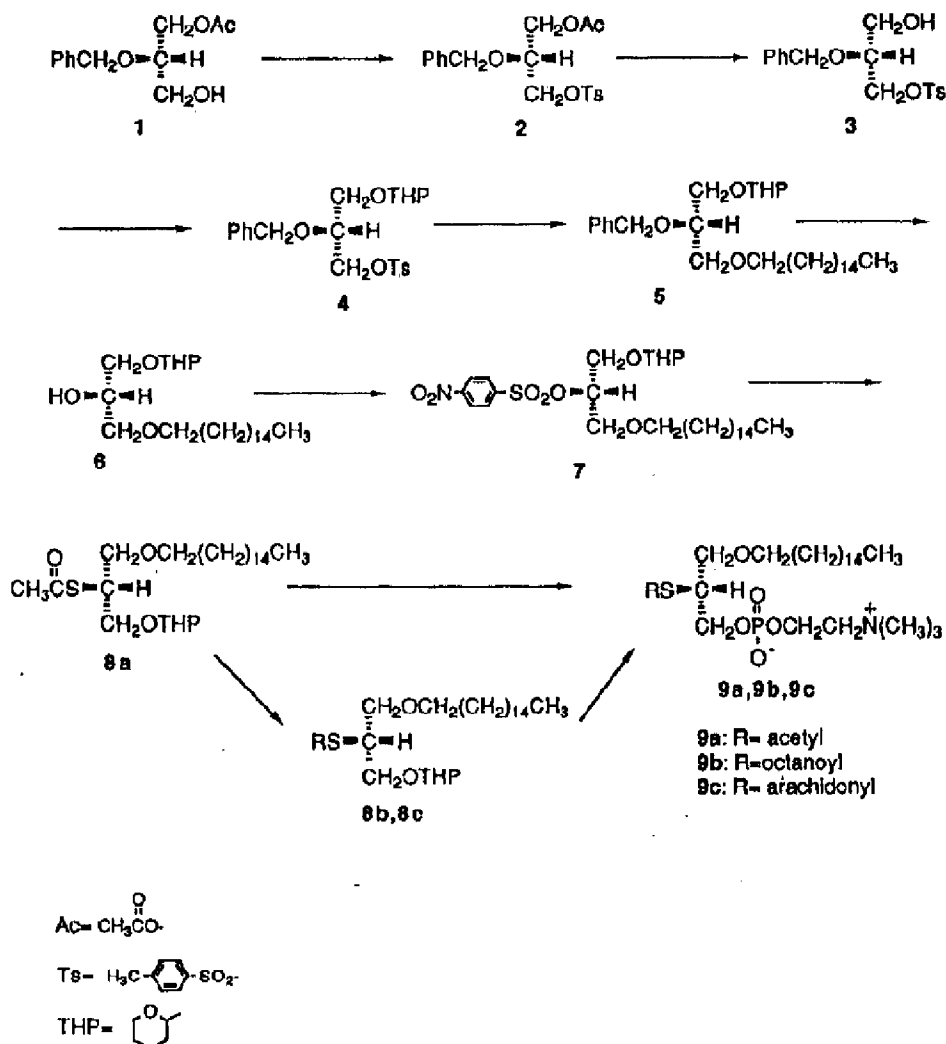 CH₂OAc
PhCH₂O C H
CH₂OH
1
CH₂OAc
PhCH₂O C H
CH₂OTs
2
CH₂OH
PhCH₂O C H
CH₂OTs
3
CH₂OTHP
PhCH₂O C H
CH₂OTs
4
CH₂OTHP
PhCH₂O C H
CH₂OCH₂(CH₂)₁₄CH₃
5
CH₂OTHP
HO C H
CH₂OCH₂(CH₂)₁₄CH₃
6
CH₂OTHP
O₂N SO₂O C H
CH₂OCH₂(CH₂)₁₄CH₃
7
O
CH₃CS C H
CH₂OCH₂(CH₂)₁₄CH₃
CH₂OTHP
8a
CH₂OCH₂(CH₂)₁₄CH₃
RS C H
CH₂OTHP
8b,8c
CH₂OCH₂(CH₂)₁₄CH₃
RS C H O
CH₂OPOCH₂CH₂N(CH₃)₃
+
O-
9a,9b,9c
9a: R= acetyl
9b: R=octanoyl
9c: R= arachidonyl
O
Ac= CH₃CO-
Ts= H₃C SO₂-
THP= O